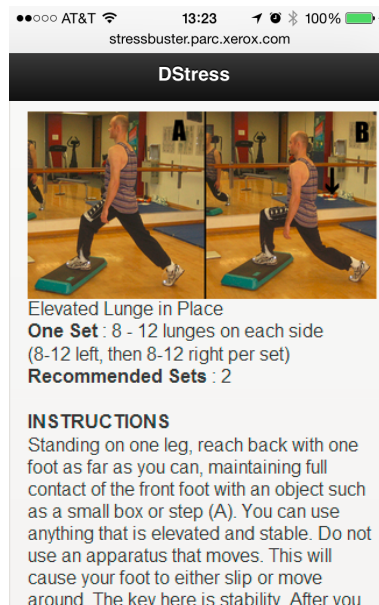 AT&T 13:23 100%
stressbuster.parc.xerox.com
DStress
A B
Elevated Lunge in Place
One Set : 8 - 12 lunges on each side
(8-12 left, then 8-12 right per set)
Recommended Sets : 2
INSTRUCTIONS
Standing on one leg, reach back with one
foot as far as you can, maintaining full
contact of the front foot with an object such
as a small box or step (A). You can use
anything that is elevated and stable. Do not
use an apparatus that moves. This will
cause your foot to either slip or move
around. The key here is stability. After you